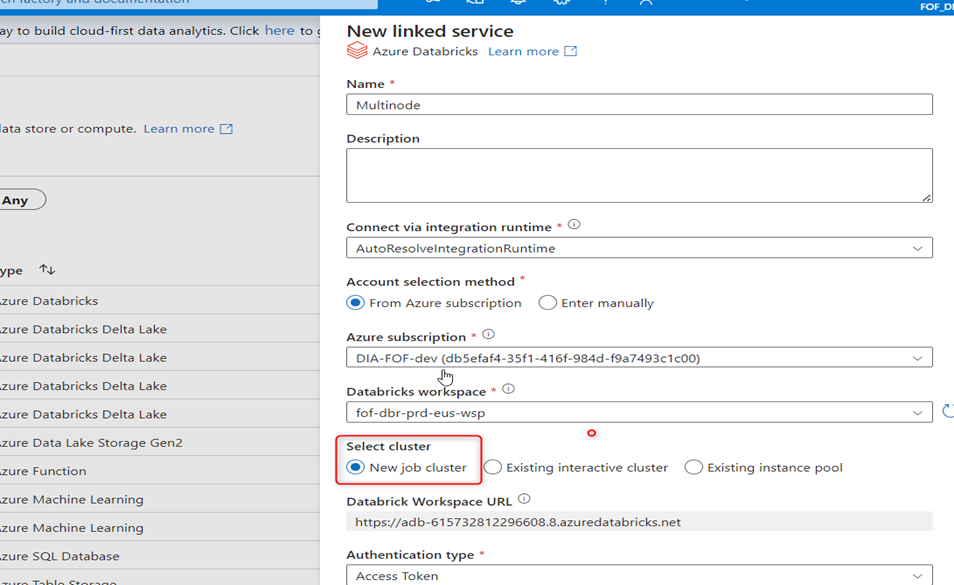 rch factory and documentation
FOF_D
ay to build cloud-first data analytics. Click here to g
New linked service
Azure Databricks Learn more
Name *
Multinode
Description
data store or compute. Learn more
Any
Connect via integration runtime *
AutoResolveIntegrationRuntime
ype
Account selection method *
From Azure subscription Enter manually
zure Databricks
zure Databricks Delta Lake
zure Databricks Delta Lake
zure Databricks Delta Lake
zure Databricks Delta Lake
zure Data Lake Storage Gen2
zure Function
zure Machine Learning
zure Machine Learning
zure SQL Database
zure Table Storage
Azure subscription *
DIA-FOF-dev (db5efaf4-35f1-416f-984d-f9a7493c1c00)
Databricks workspace *
fof-dbr-prd-eus-wsp
Select cluster
New job cluster Existing interactive cluster Existing instance pool
Databrick Workspace URL
https://adb-615732812296608.8.azuredatabricks.net
Authentication type *
Access Token